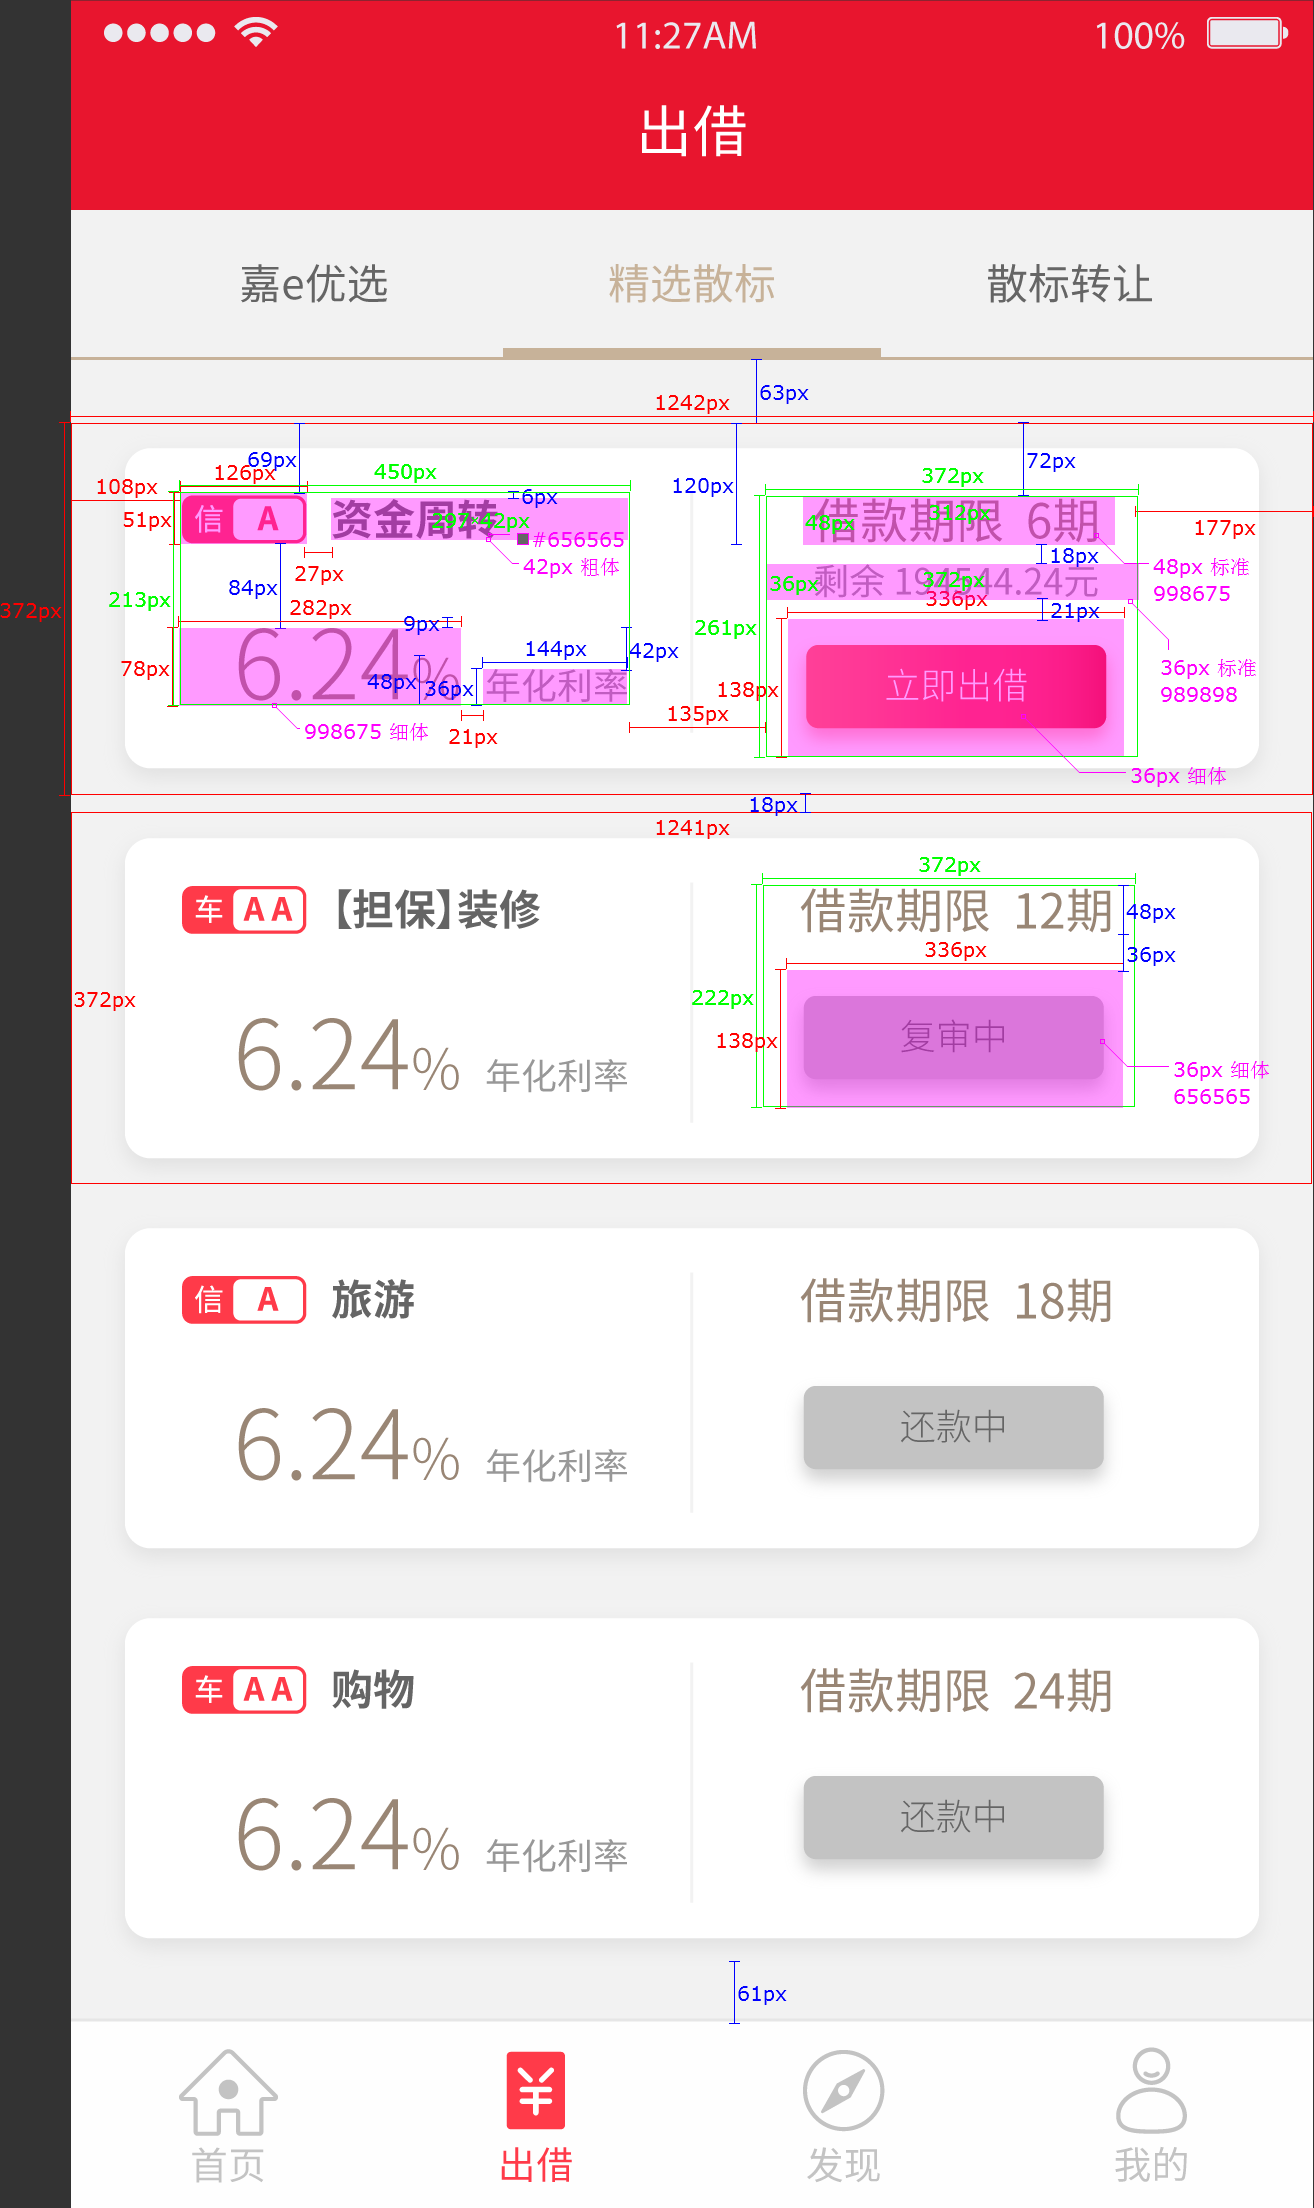 11:27AM
100%
出借
嘉e优选
精选散标
散标转让
63px
1242px
69px
126px
450px
108px
6px
120px
372px
72px
51px
信 A
资金周转
297*42px
#656565
42px 粗体
27px
借款期限 6期
48px
312px
177px
18px
48px 标准
998675
剩余 194544.24元
36px
372px
84px
282px
213px
372px
9px
336px
21px
261px
36px 标准
989898
78px
6.24%
48px
36px
144px
42px
年化利率
138px
立即出借
135px
998675 细体
21px
36px 细体
18px
1241px
372px
车 AA
【担保】装修
借款期限 12期
48px
36px
336px
372px
222px
138px
6.24%
年化利率
复审中
36px 细体
656565
信 A
旅游
借款期限 18期
6.24%
年化利率
还款中
车 AA
购物
借款期限 24期
6.24%
年化利率
还款中
61px
首页
出借
发现
我的